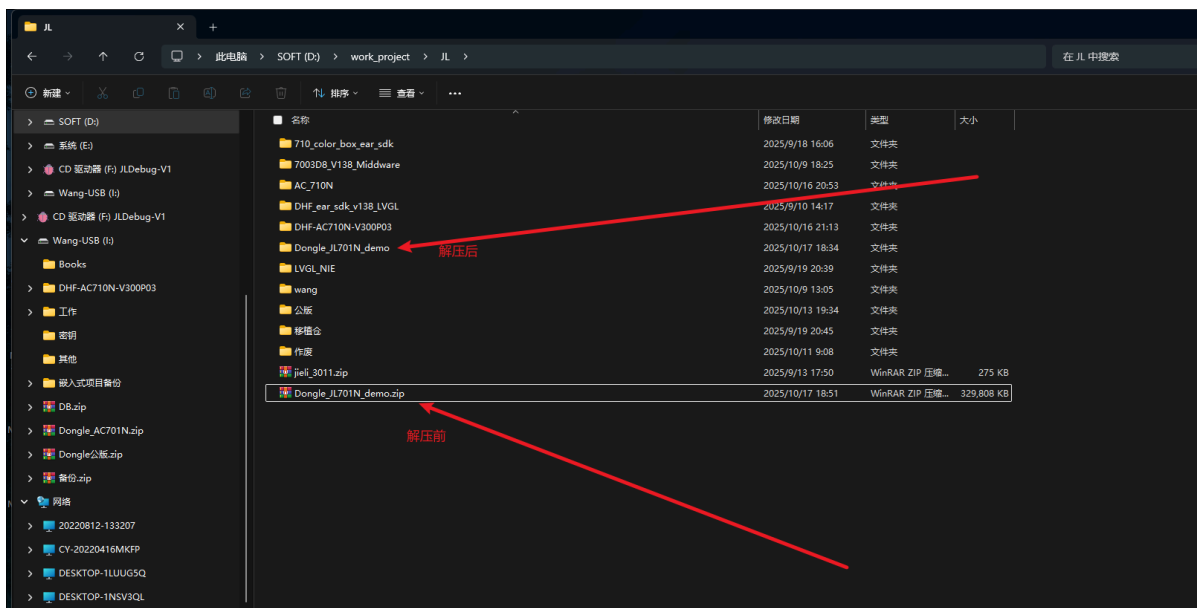 JL
此电脑 > SOFT (D:) > work_project > JL >
在 JL 中搜索
新建
排序
查看
SOFT (D:)
系统 (E:)
CD 驱动器 (F:) JLDebug-V1
Wang-USB (I:)
CD 驱动器 (F:) JLDebug-V1
Wang-USB (I:)
Books
DHF-AC710N-V300P03
工作
密钥
其他
嵌入式项目备份
DB.zip
Dongle_AC701N.zip
Dongle公版.zip
备份.zip
网络
20220812-133207
CY-20220416MKFP
DESKTOP-1LUUG5Q
DESKTOP-1NSV3QL
名称 修改日期 类型 大小
710_color_box_ear_sdk 2025/9/18 16:06 文件夹
7003D8_V138_Middware 2025/10/9 18:25 文件夹
AC_710N 2025/10/16 20:53 文件夹
DHF_ear_sdk_v138_LVGL 2025/9/10 14:17 文件夹
DHF-AC710N-V300P03 2025/10/16 21:13 文件夹
Dongle_JL701N_demo 2025/10/17 18:34 文件夹
解压后
LVGL_NIE 2025/9/19 20:39 文件夹
wang 2025/10/9 13:05 文件夹
公版 2025/10/13 19:34 文件夹
移植仓 2025/9/19 20:45 文件夹
作废 2025/10/11 9:08 文件夹
jieli_3011.zip 2025/9/13 17:50 WinRAR ZIP 压缩... 275 KB
Dongle_JL701N_demo.zip 2025/10/17 18:51 WinRAR ZIP 压缩... 329,808 KB
解压前